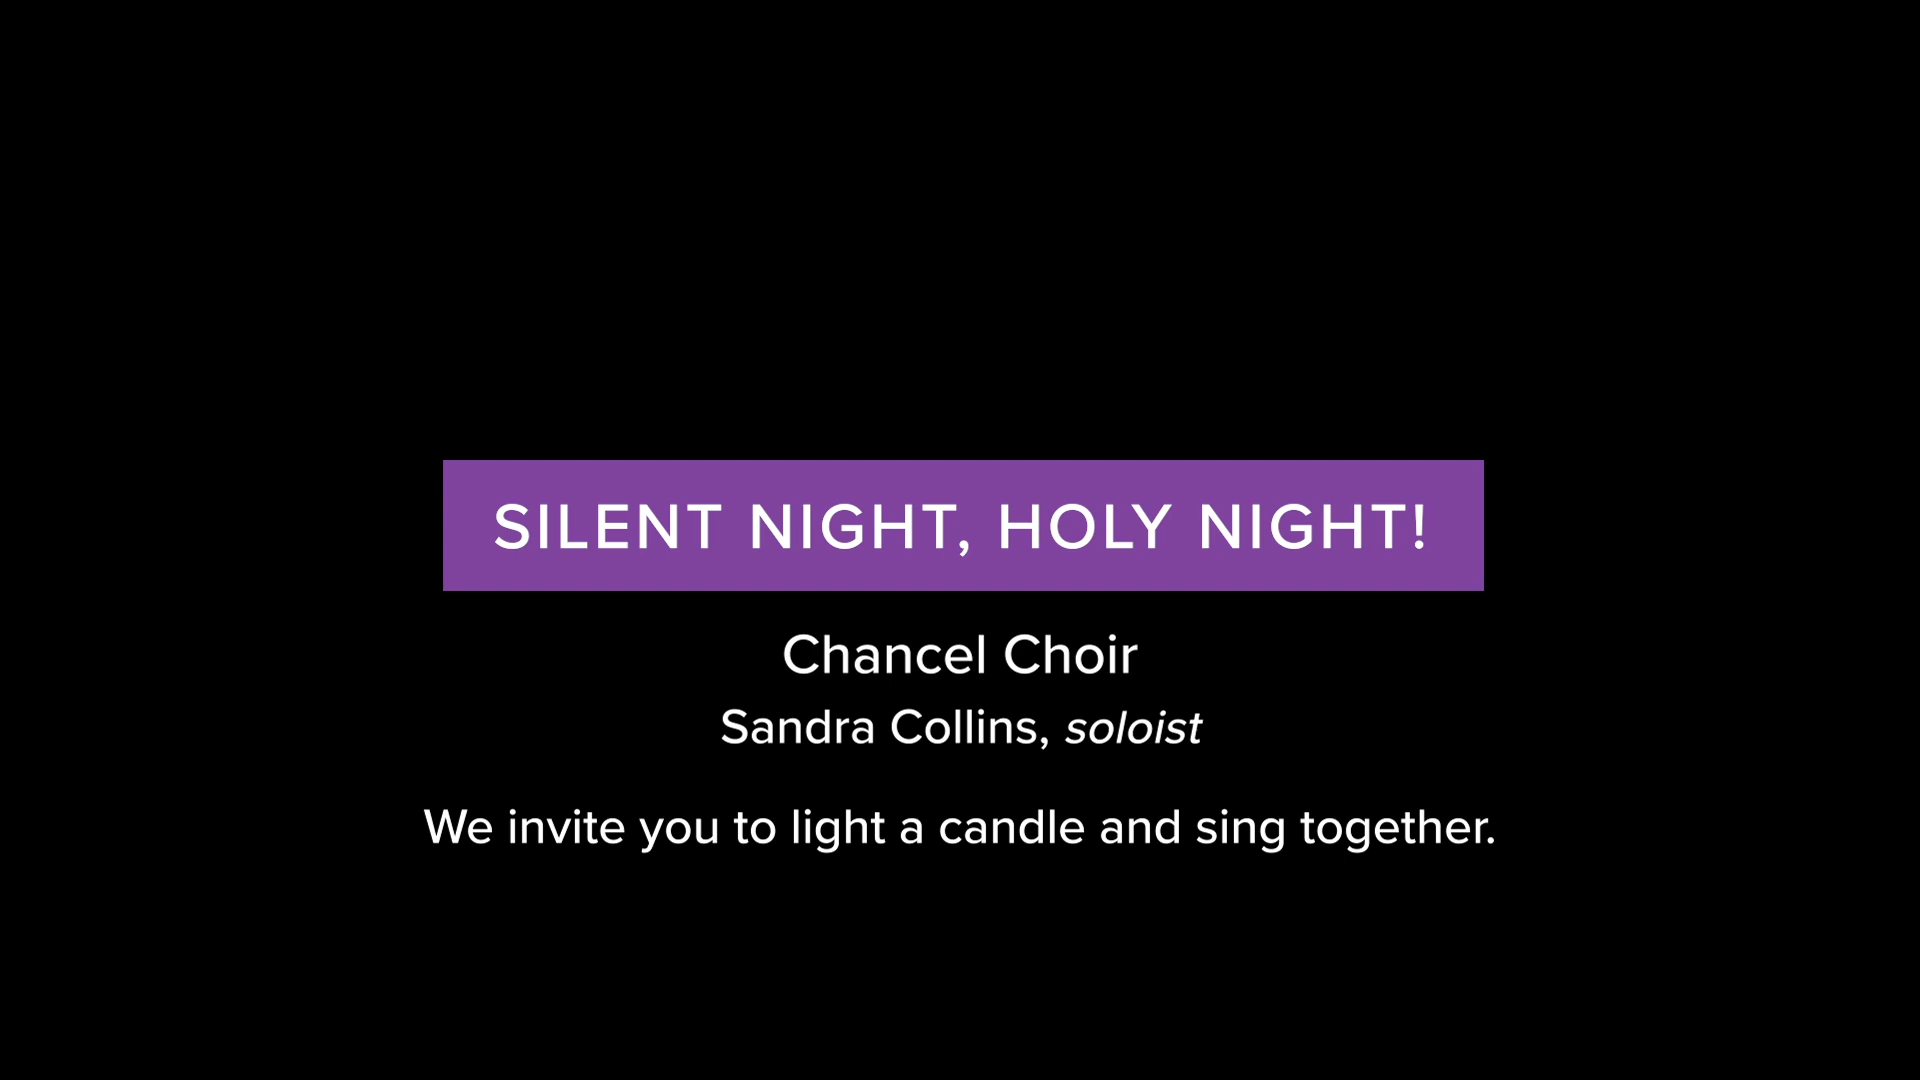 SILENT NIGHT, HOLY NIGHT!
Chancel Choir
Sandra Collins, soloist
We invite you to light a candle and sing together.